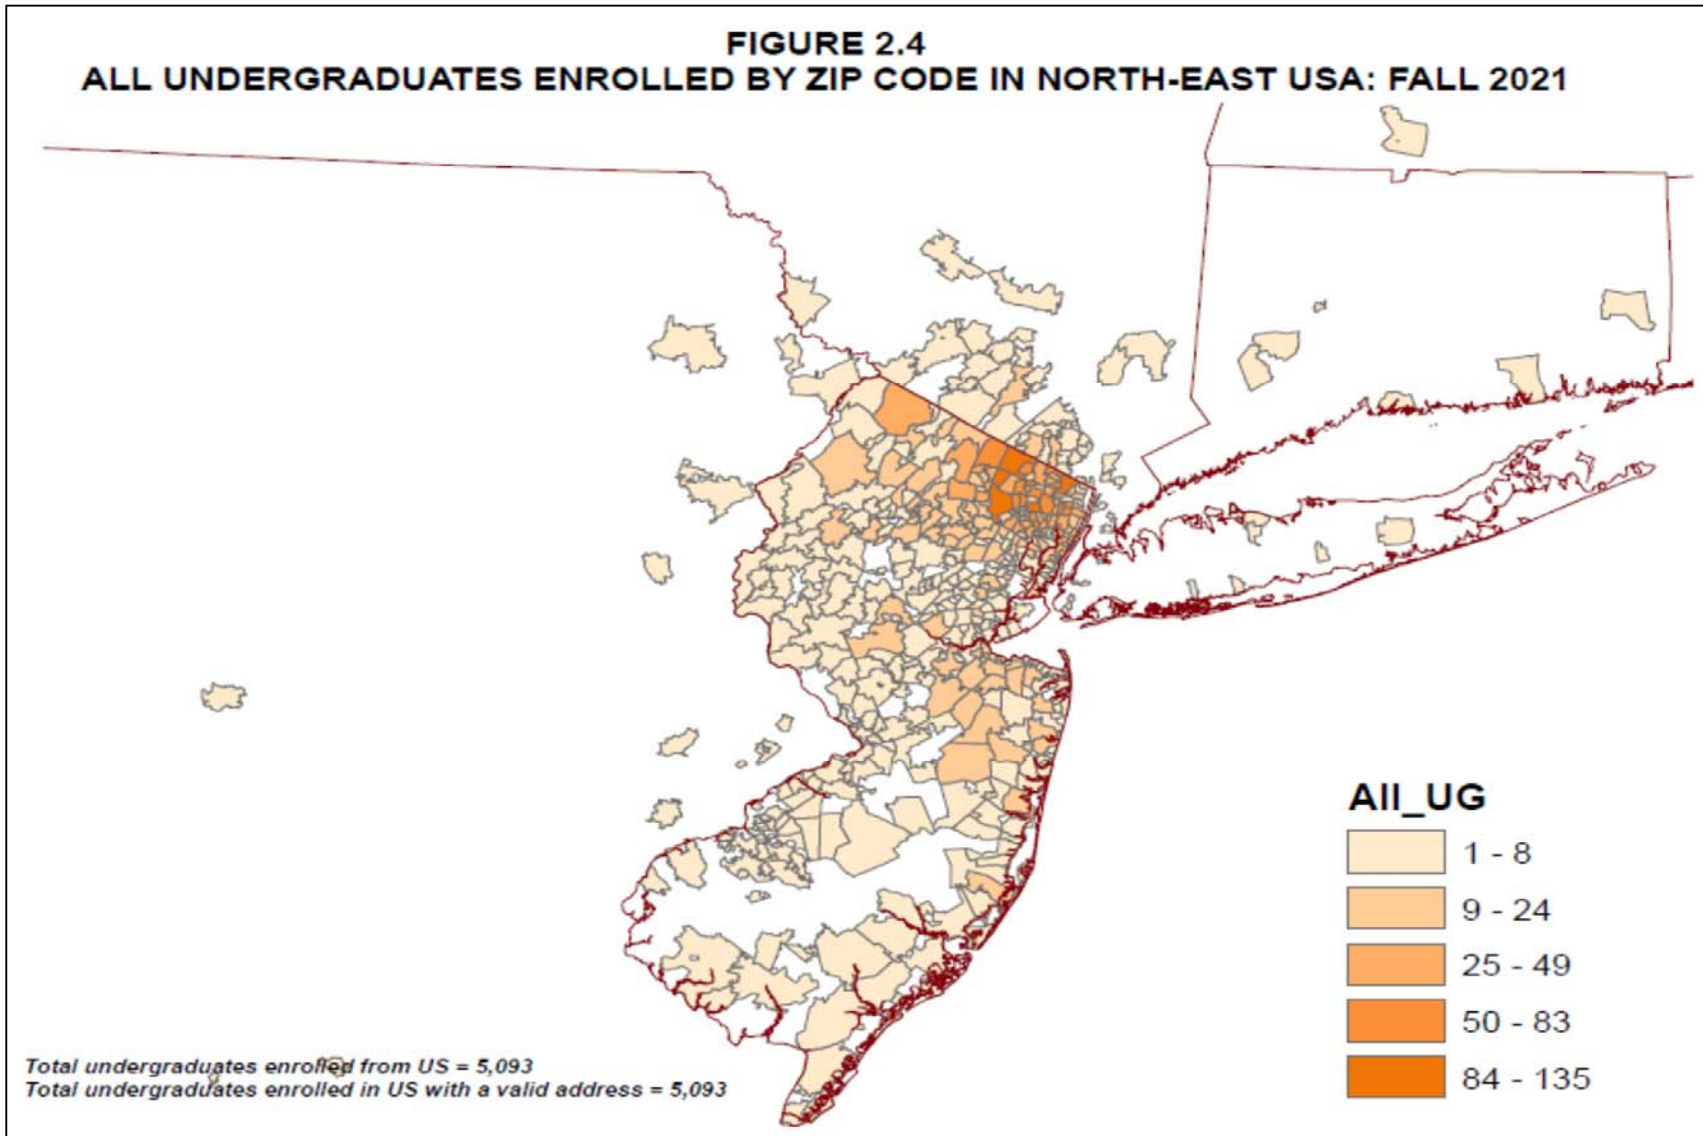 FIGURE 2.4
ALL UNDERGRADUATES ENROLLED BY ZIP CODE IN NORTH-EAST USA: FALL 2021
All_UG
1 - 8
9 - 24
25 - 49
50 - 83
84 - 135
Total undergraduates enrolled from US = 5,093
Total undergraduates enrolled in US with a valid address = 5,093